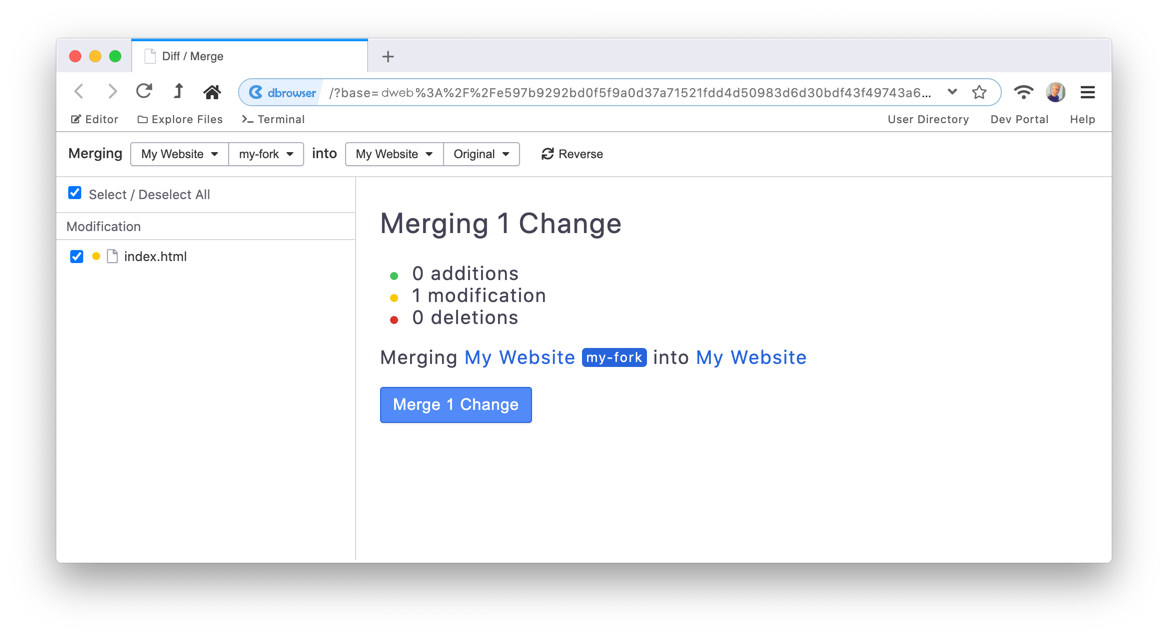 Diff / Merge
dbrowser /?base=dweb%3A%2F%2Fe597b9292bd0f5f9a0d37a71521fdd4d50983d6d30bdf43f49743a6...
Editor Explore Files >_ Terminal User Directory Dev Portal Help
Merging My Website my-fork into My Website Original Reverse
Select / Deselect All
Modification
index.html
Merging 1 Change
0 additions
1 modification
0 deletions
Merging My Website my-fork into My Website
Merge 1 Change